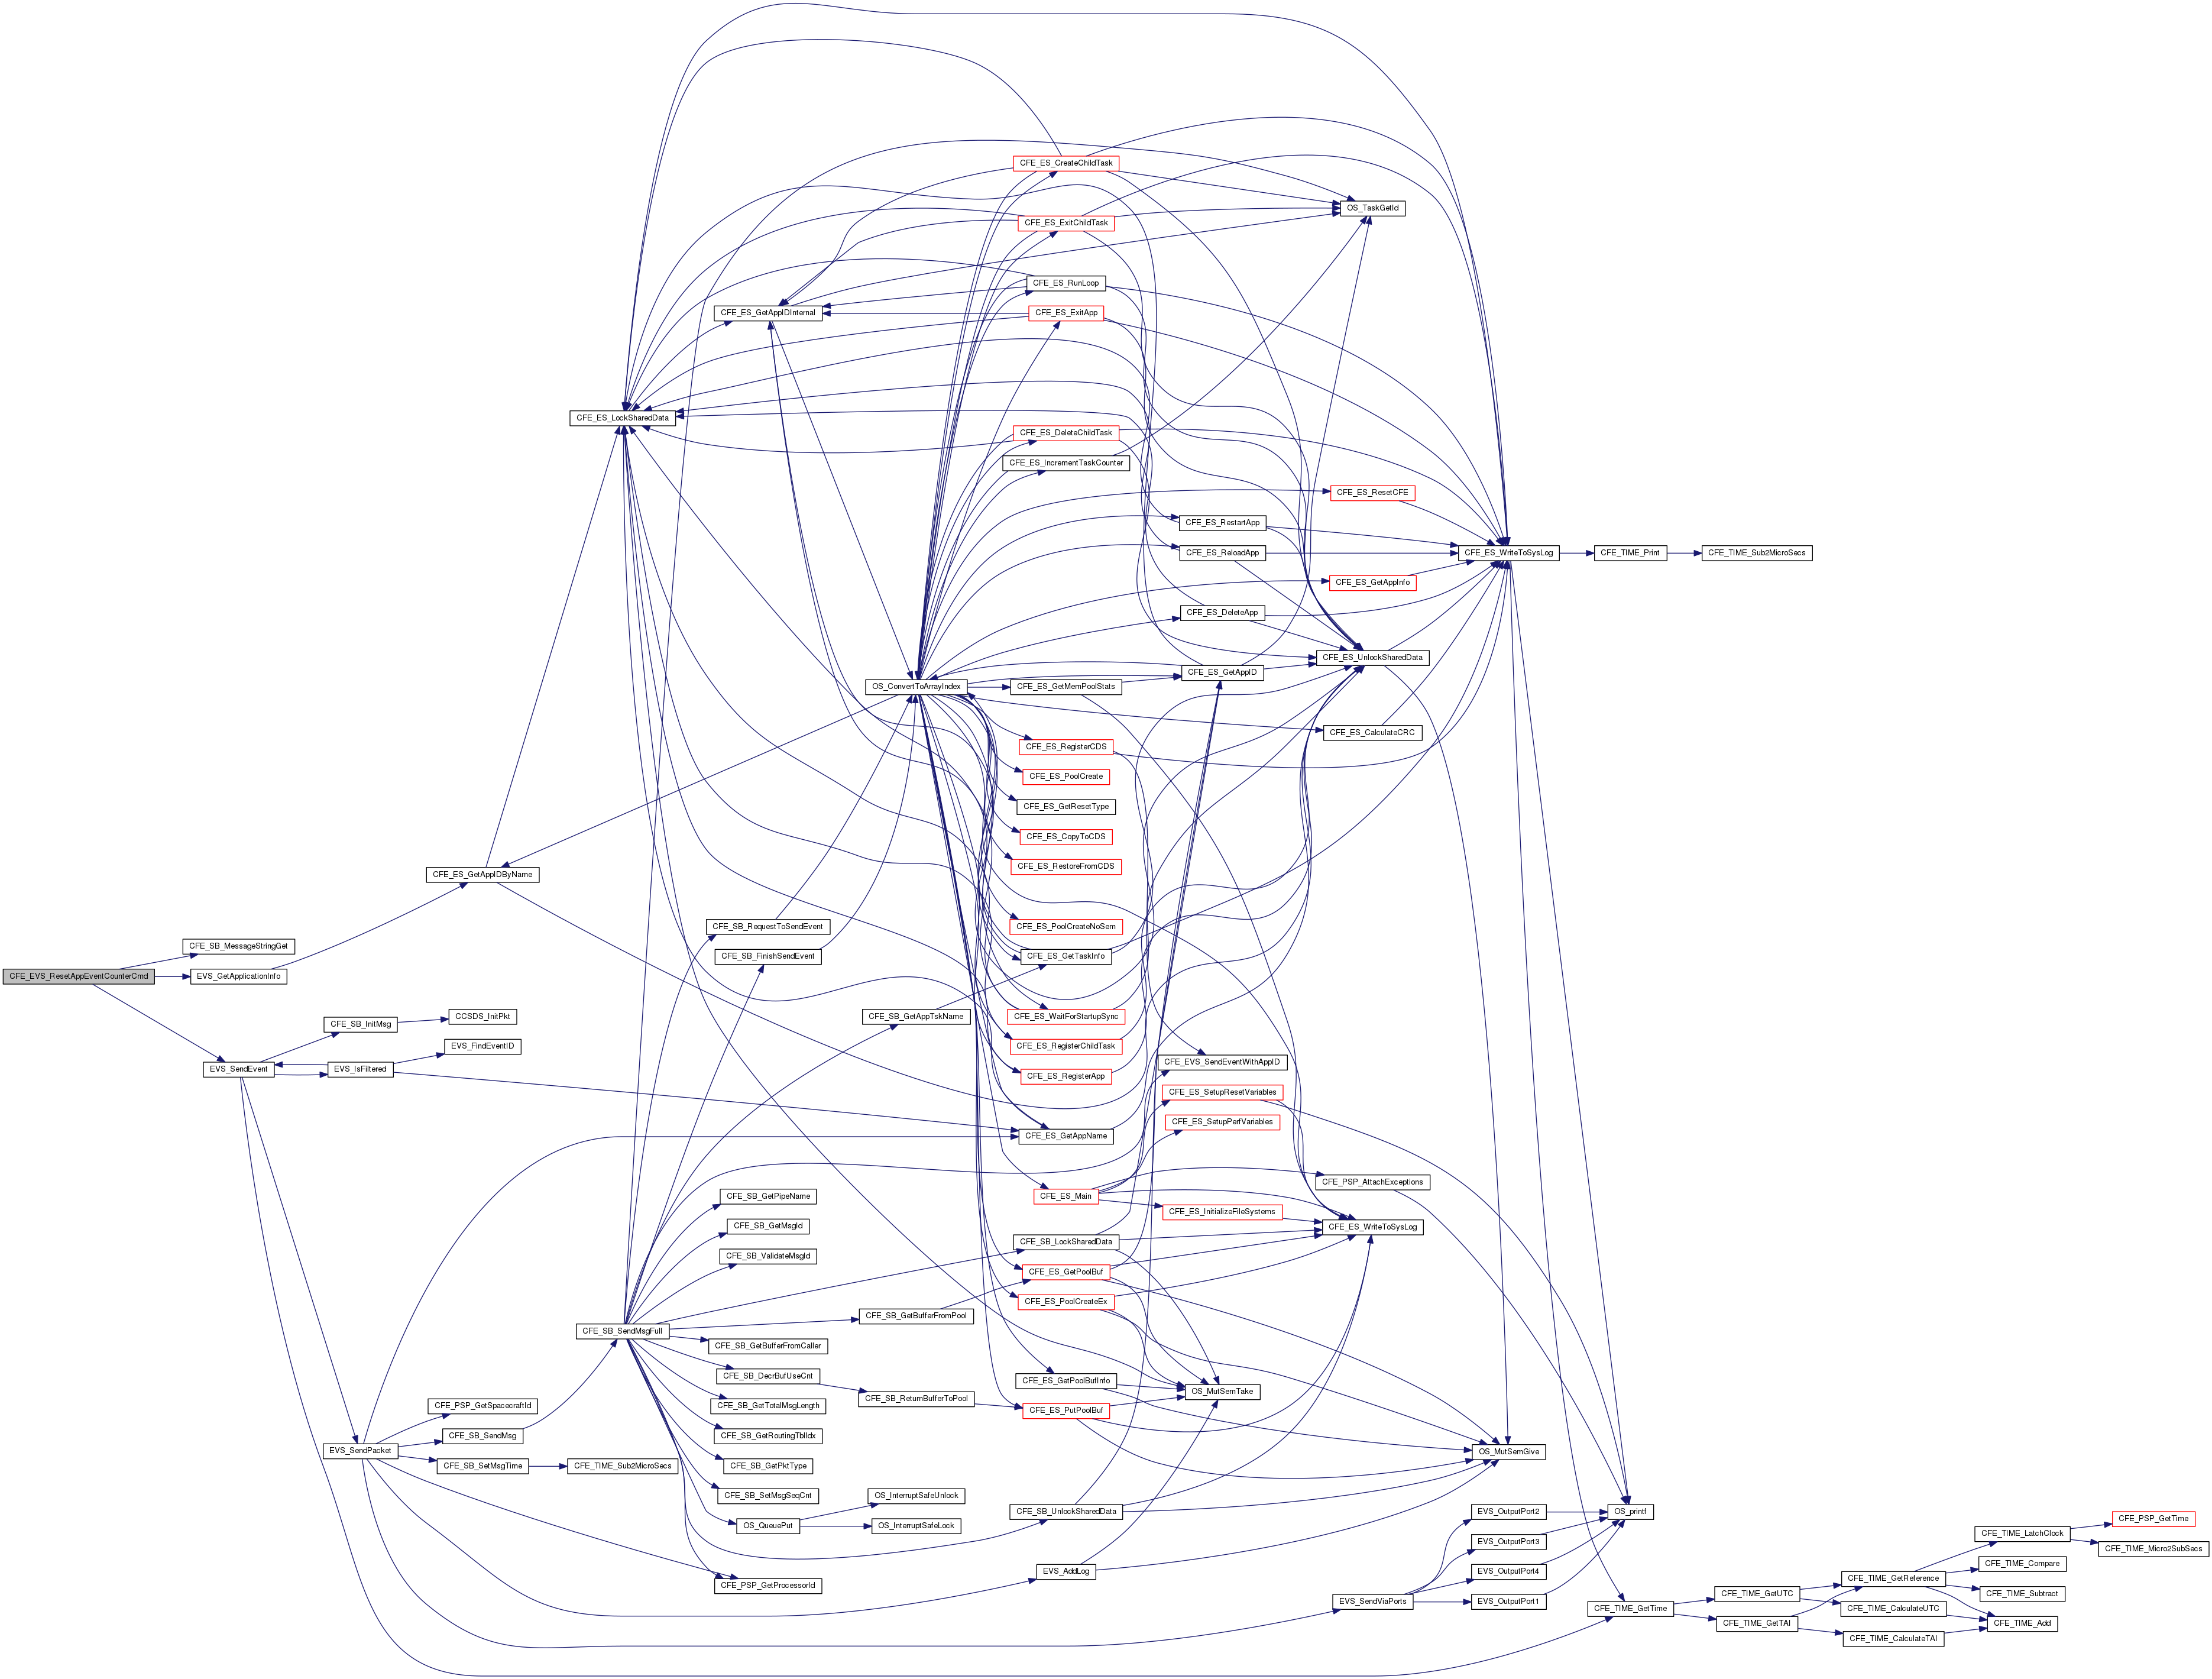 CFE_ES_CreateChildTask
OS_TaskGetId
CFE_ES_ExitChildTask
CFE_ES_RunLoop
CFE_ES_GetAppIDInternal
CFE_ES_ExitApp
CFE_ES_LockSharedData
CFE_ES_DeleteChildTask
CFE_ES_IncrementTaskCounter
CFE_ES_ResetCFE
CFE_ES_RestartApp
CFE_ES_ReloadApp
CFE_ES_WriteToSysLog
CFE_TIME_Print
CFE_TIME_Sub2MicroSecs
CFE_ES_GetAppInfo
CFE_ES_DeleteApp
CFE_ES_UnlockSharedData
CFE_ES_GetAppID
OS_ConvertToArrayIndex
CFE_ES_GetMemPoolStats
CFE_ES_CalculateCRC
CFE_ES_RegisterCDS
CFE_ES_PoolCreate
CFE_ES_GetResetType
CFE_ES_CopyToCDS
CFE_ES_RestoreFromCDS
CFE_ES_GetAppIDByName
CFE_SB_RequestToSendEvent
CFE_ES_PoolCreateNoSem
CFE_SB_MessageStringGet
CFE_SB_FinishSendEvent
CFE_ES_GetTaskInfo
CFE_EVS_ResetAppEventCounterCmd
EVS_GetApplicationInfo
CFE_SB_InitMsg
CCSDS_InitPkt
CFE_SB_GetAppTskName
CFE_ES_WaitForStartupSync
EVS_FindEventID
CFE_ES_RegisterChildTask
CFE_EVS_SendEventWithAppID
EVS_SendEvent
EVS_IsFiltered
CFE_ES_RegisterApp
CFE_ES_SetupResetVariables
CFE_ES_SetupPerfVariables
CFE_ES_GetAppName
CFE_PSP_AttachExceptions
CFE_SB_GetPipeName
CFE_ES_Main
CFE_ES_InitializeFileSystems
CFE_SB_GetMsgId
CFE_ES_WriteToSysLog
CFE_SB_LockSharedData
CFE_SB_ValidateMsgId
CFE_ES_GetPoolBuf
CFE_ES_PoolCreateEx
CFE_SB_GetBufferFromPool
CFE_SB_SendMsgFull
CFE_SB_GetBufferFromCaller
CFE_SB_DecrBufUseCnt
CFE_ES_GetPoolBufInfo
OS_MutSemTake
CFE_SB_ReturnBufferToPool
CFE_PSP_GetSpacecraftId
CFE_SB_GetTotalMsgLength
CFE_ES_PutPoolBuf
CFE_SB_SendMsg
CFE_SB_GetRoutingTblIdx
EVS_SendPacket
OS_MutSemGive
CFE_SB_SetMsgTime
CFE_TIME_Sub2MicroSecs
CFE_SB_GetPktType
CFE_SB_SetMsgSeqCnt
OS_InterruptSafeUnlock
OS_QueuePut
OS_InterruptSafeLock
CFE_SB_UnlockSharedData
EVS_OutputPort2
OS_printf
CFE_PSP_GetTime
CFE_TIME_LatchClock
EVS_OutputPort3
CFE_TIME_Micro2SubSecs
CFE_TIME_Compare
EVS_AddLog
EVS_OutputPort4
CFE_TIME_GetReference
CFE_PSP_GetProcessorId
CFE_TIME_Subtract
CFE_TIME_GetUTC
EVS_SendViaPorts
EVS_OutputPort1
CFE_TIME_GetTime
CFE_TIME_CalculateUTC
CFE_TIME_GetTAI
CFE_TIME_Add
CFE_TIME_CalculateTAI